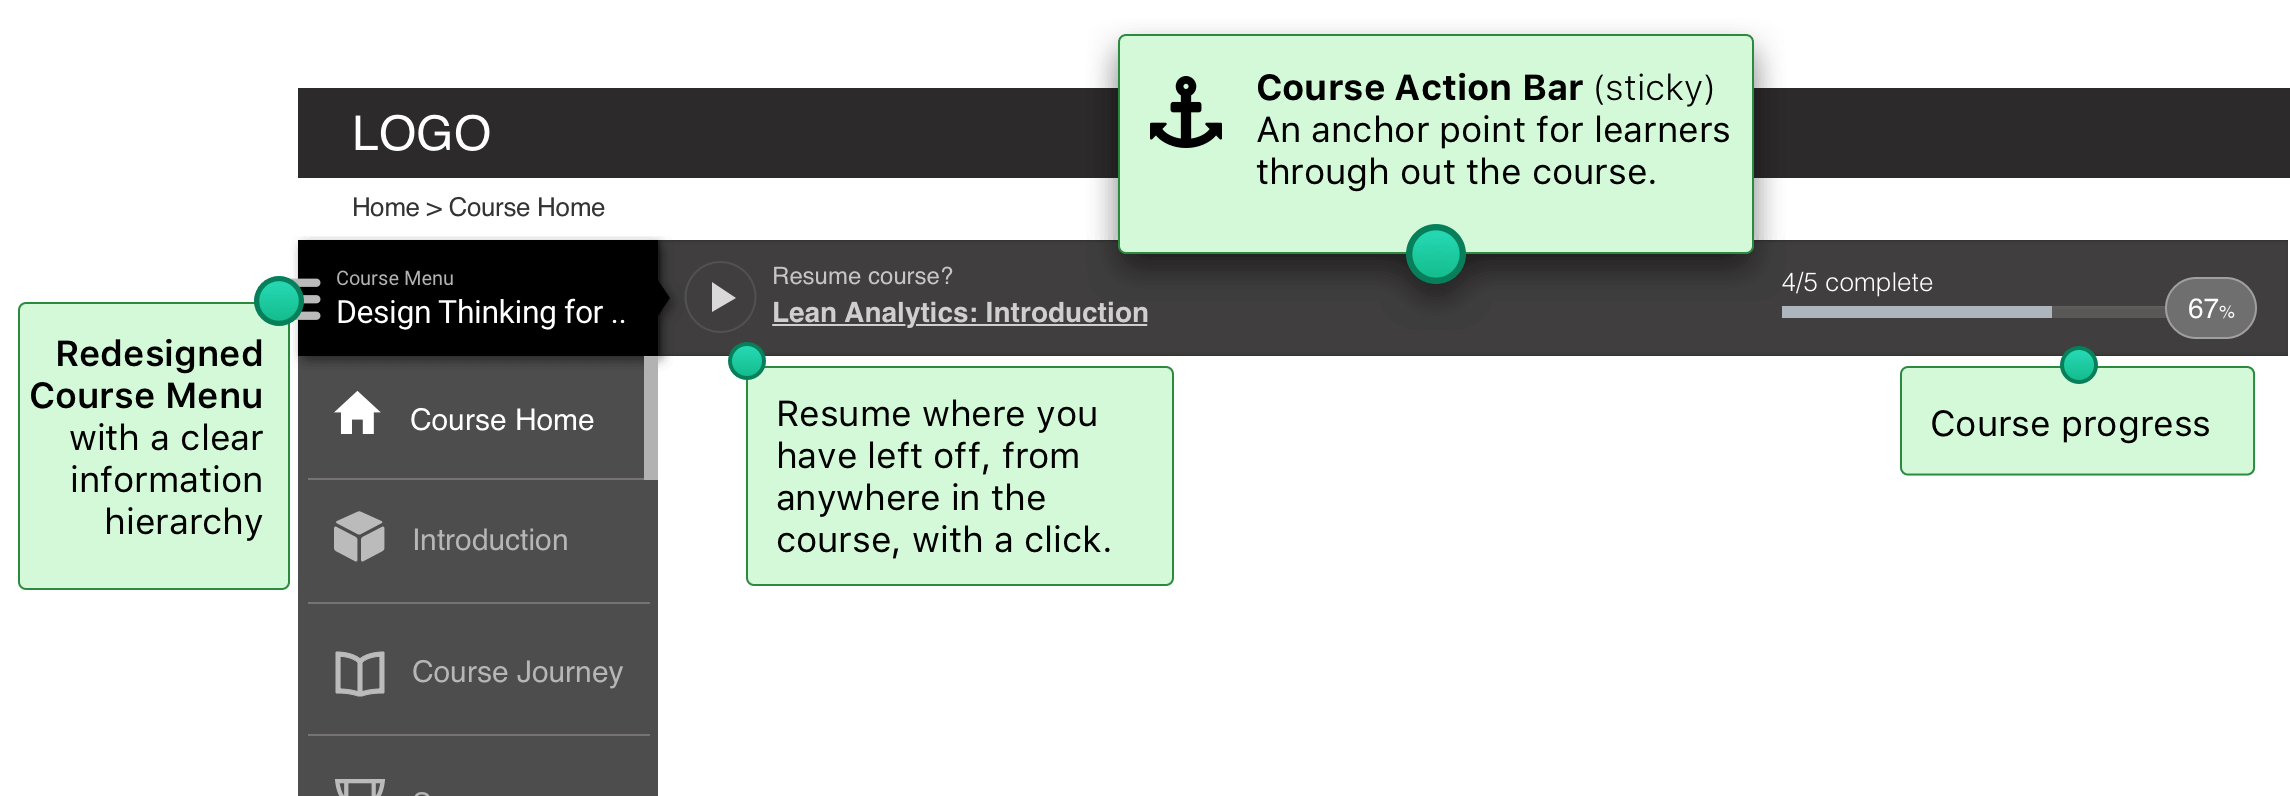 Course Action Bar (sticky)
An anchor point for learners
through out the course.
LOGO
Home > Course Home
Course Menu
Design Thinking for ..
Resume course?
Lean Analytics: Introduction
4/5 complete
67%
Redesigned
Course Menu
with a clear
information
hierarchy
Course Home
Introduction
Course Journey
Resume where you
have left off, from
anywhere in the
course, with a click.
Course progress